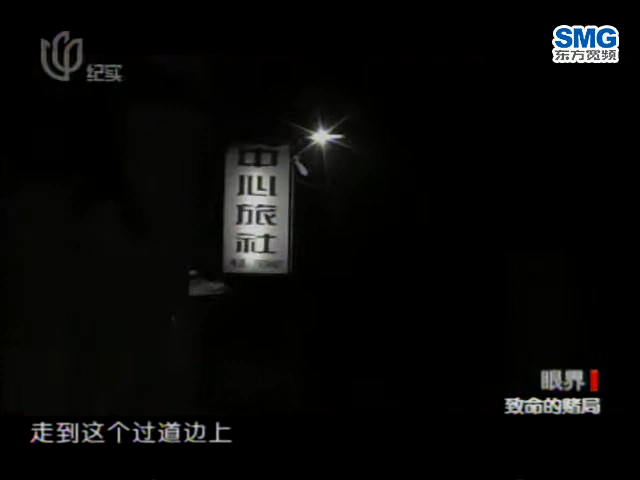 SMG
东方宽频
纪实
中心旅社
眼界
致命的赌局
走到这个过道边上